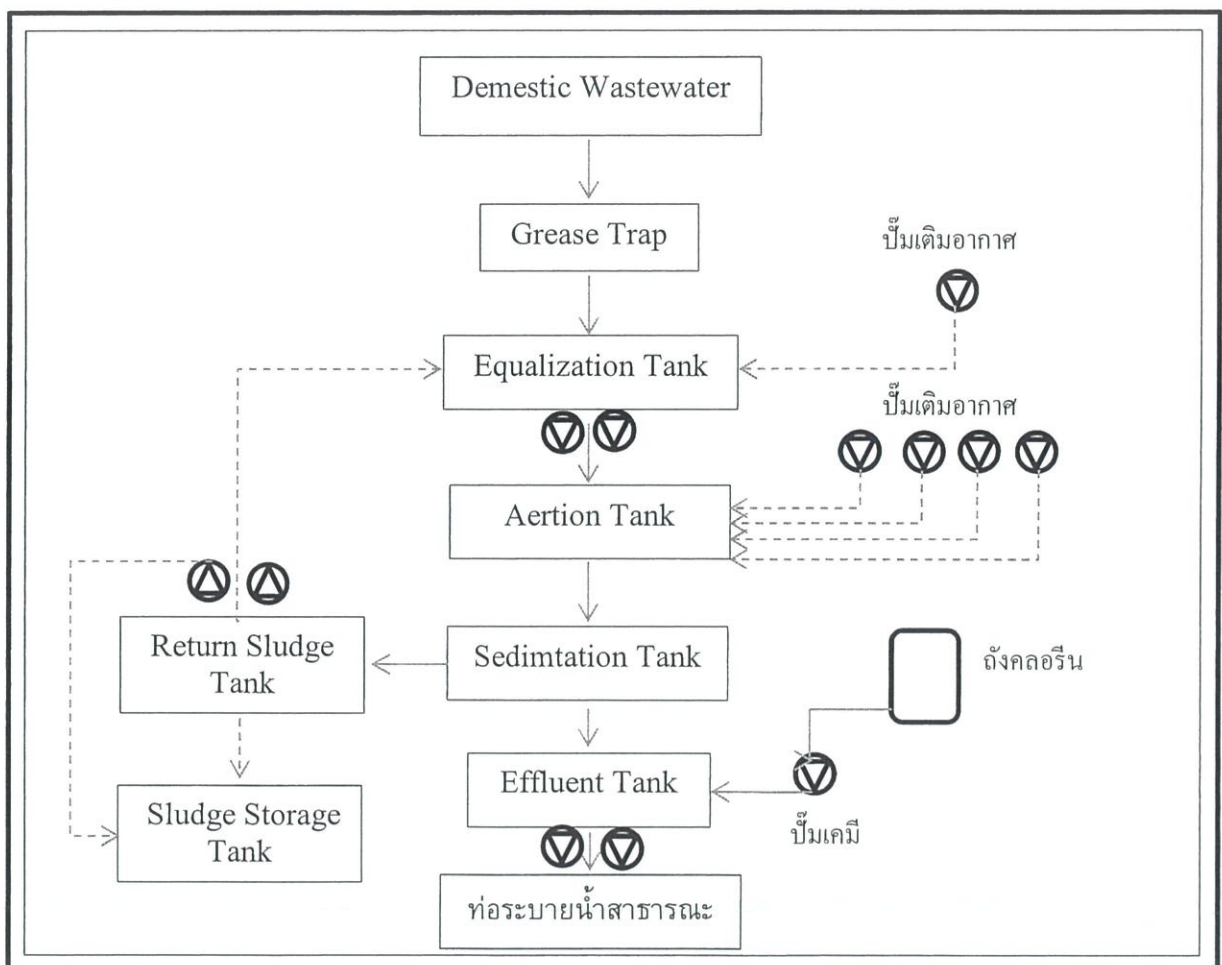 Demestic Wastewater
Grease Trap
ปั๊มเติมอากาศ
Equalization Tank
ปั๊มเติมอากาศ
Aertion Tank
Return Sludge
Tank
Sedimtation Tank
ถังคลอรีน
Effluent Tank
Sludge Storage
Tank
ปั๊มเคมี
ท่อระบายน้ำสาธารณะ